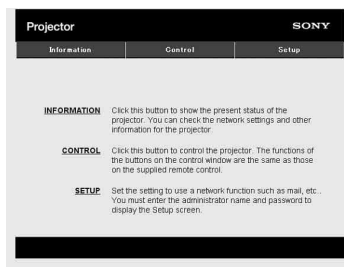 Projector
SONY
Information Control Setup
INFORMATION Click this button to show the present status of the
projector. You can check the network settings and other
information for the projector.
CONTROL Click this button to control the projector. The functions of
the buttons on the control window are the same as those
on the supplied remote control.
SETUP Set the setting to use a network function such as mail, etc..
You must enter the administrator name and password to
display the Setup screen.